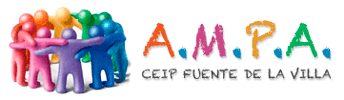 A.M.P.A.
CEIP FUENTE DE LA VILLA